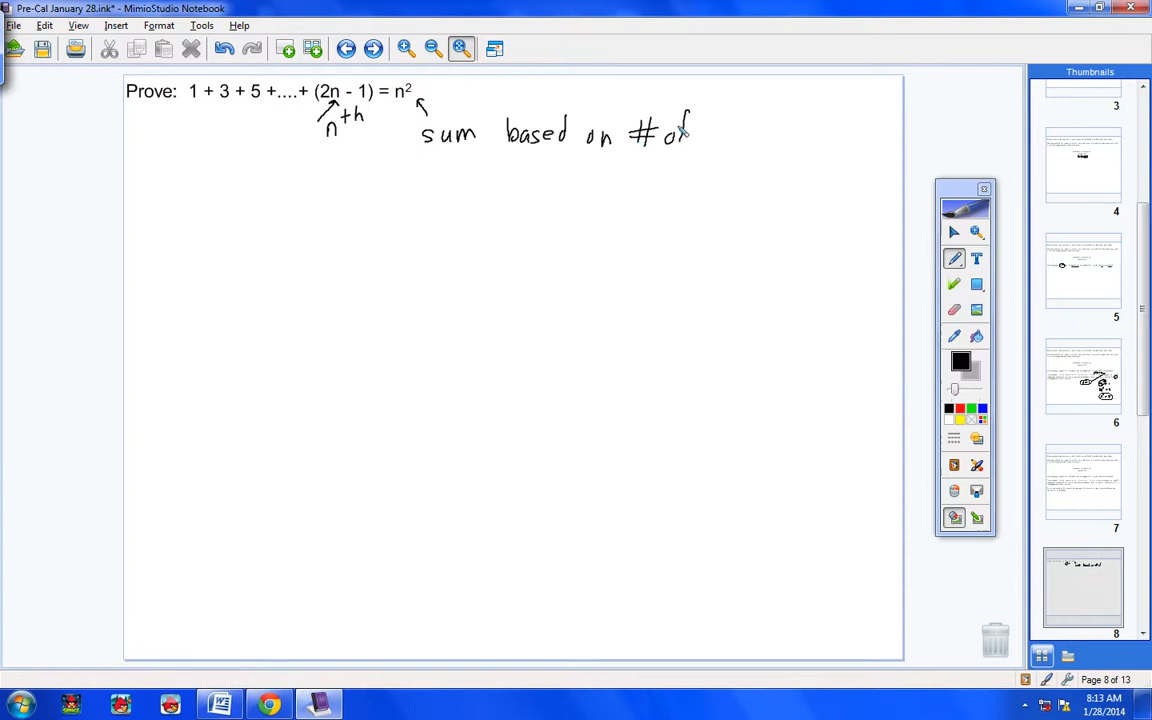 Pre-Cal January 28.ink* - MimioStudio Notebook
File Edit View Insert Format Tools Help
Prove: 1 + 3 + 5 +....+ (2n - 1) = n²
nth
sum based on # of
Thumbnails
3
4
5
6
7
8
Page 8 of 13
8:13 AM
1/28/2014